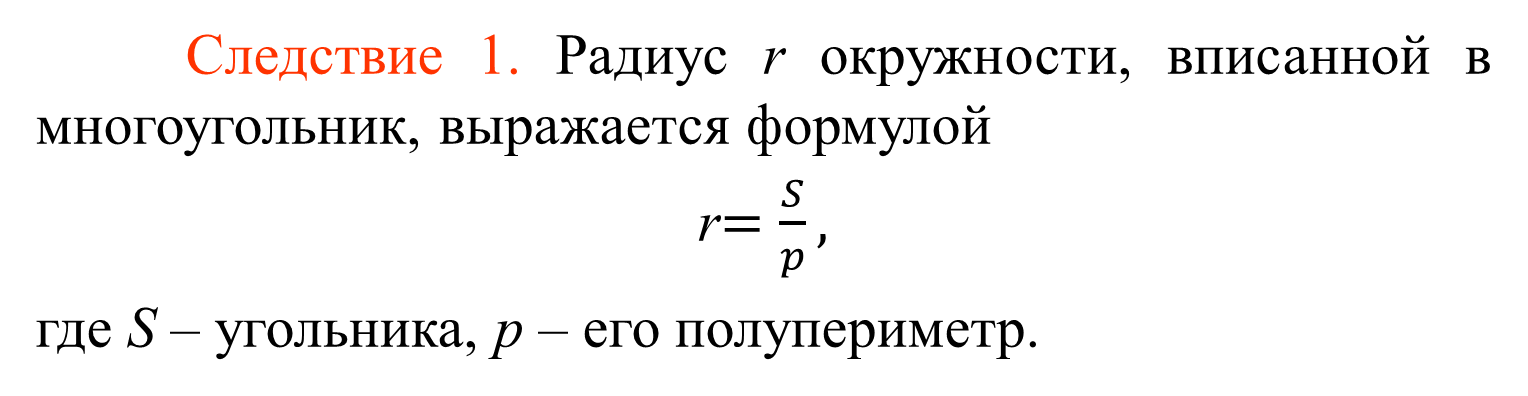 Следствие 1. Радиус r окружности, вписанной в
многоугольник, выражается формулой
r= S/p ,
где S – угольника, p – его полупериметр.